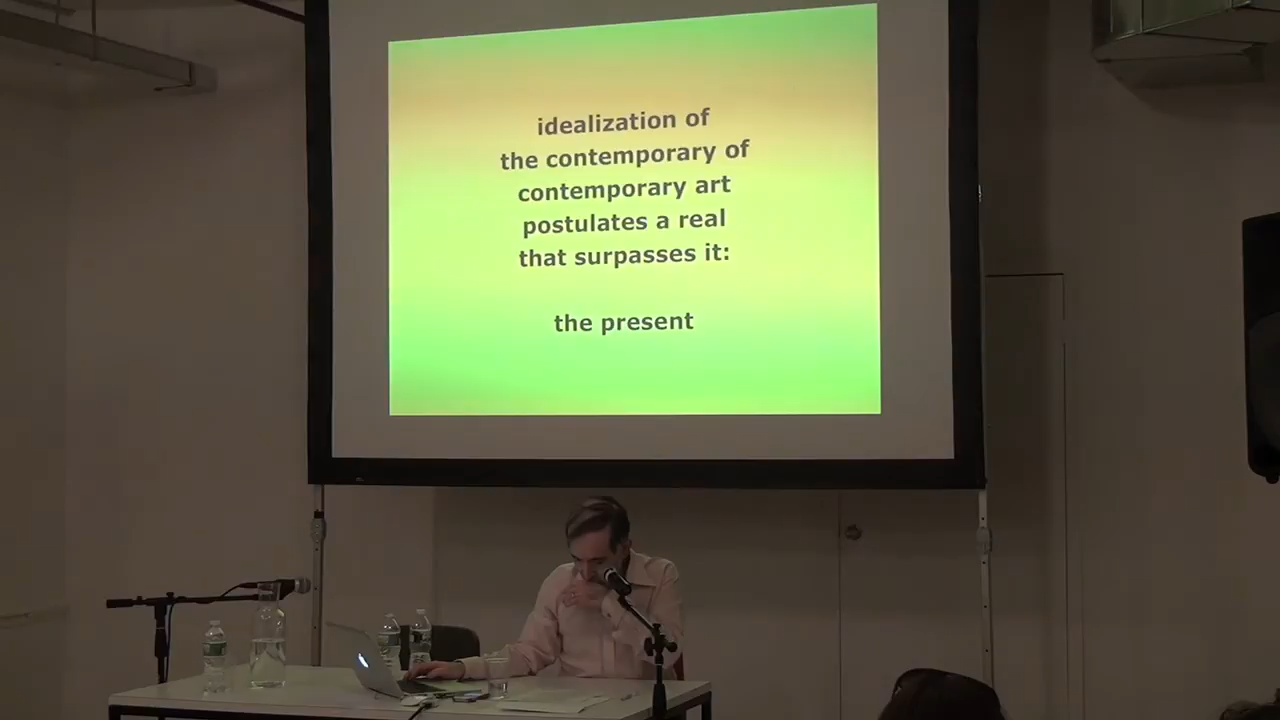 idealization of
the contemporary of
contemporary art
postulates a real
that surpasses it:
the present